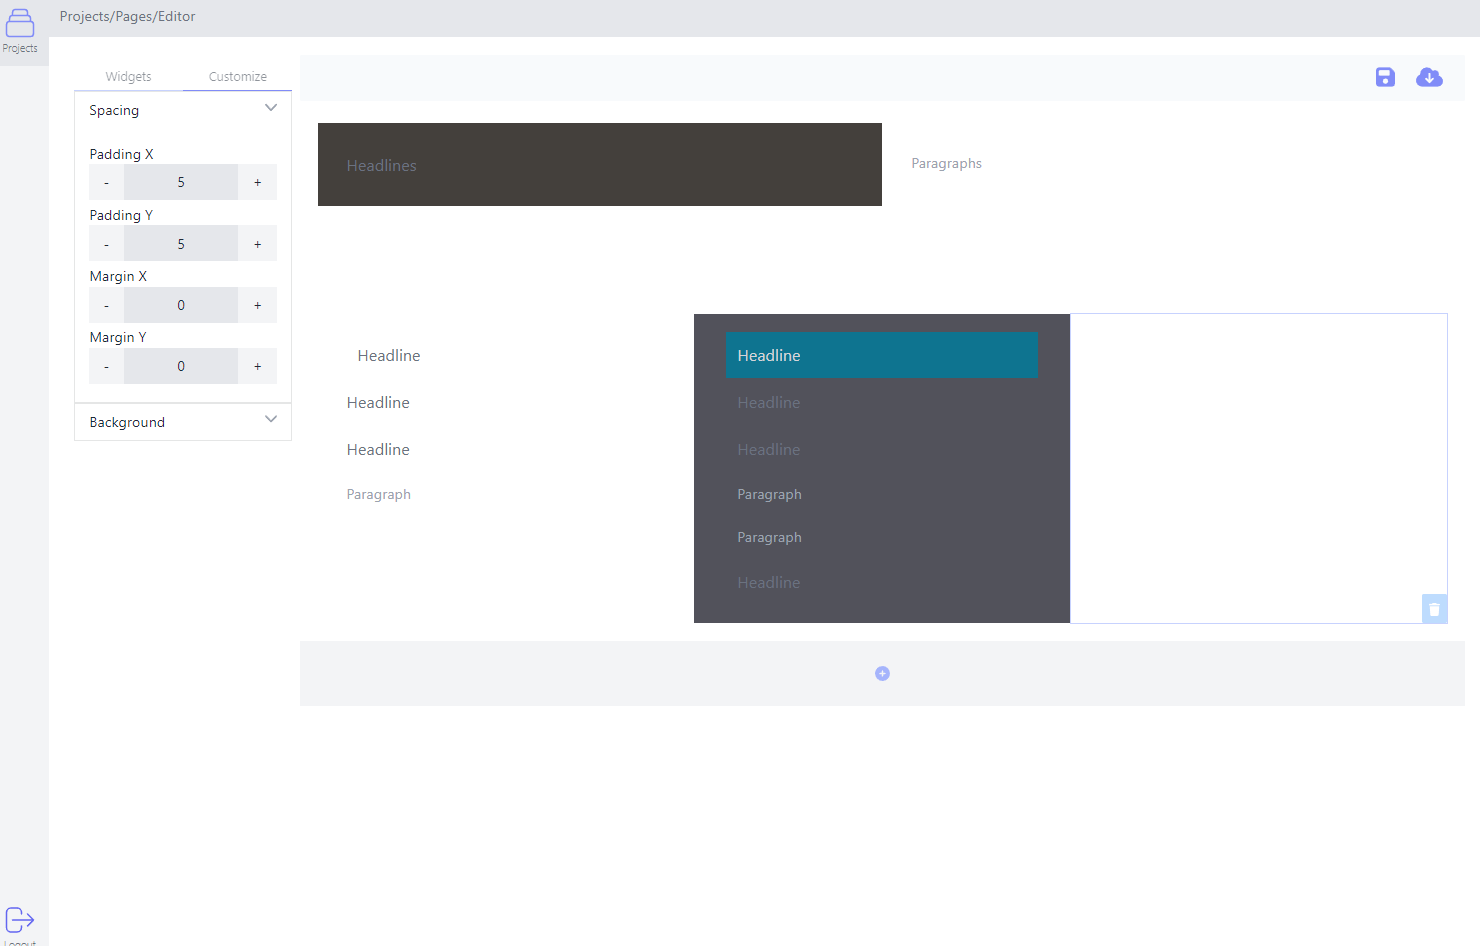 Projects/Pages/Editor
Projects
Widgets
Customize
Spacing
Padding X
- 5 +
Padding Y
- 5 +
Margin X
- 0 +
Margin Y
- 0 +
Background
Headlines
Paragraphs
Headline
Headline
Headline
Paragraph
Headline
Headline
Headline
Paragraph
Paragraph
Headline
Logout